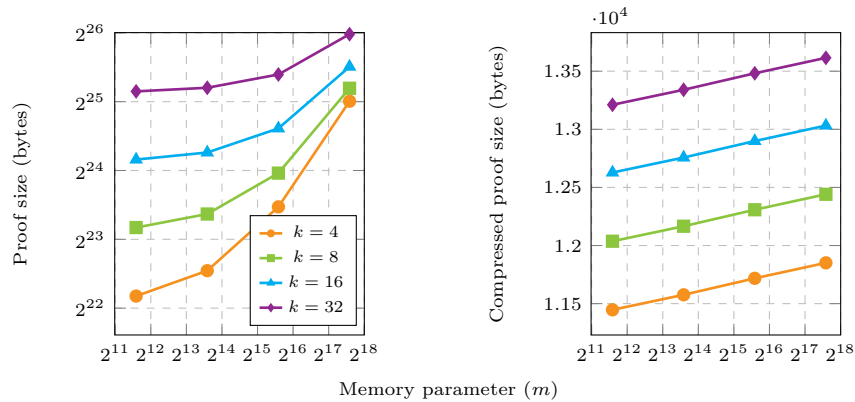 2^26
2^25
2^24
2^23
2^22
Proof size (bytes)
k = 4
k = 8
k = 16
k = 32
2^11 2^12 2^13 2^14 2^15 2^16 2^17 2^18
·10^4
1.35
1.3
1.25
1.2
1.15
Compressed proof size (bytes)
2^11 2^12 2^13 2^14 2^15 2^16 2^17 2^18
Memory parameter (m)